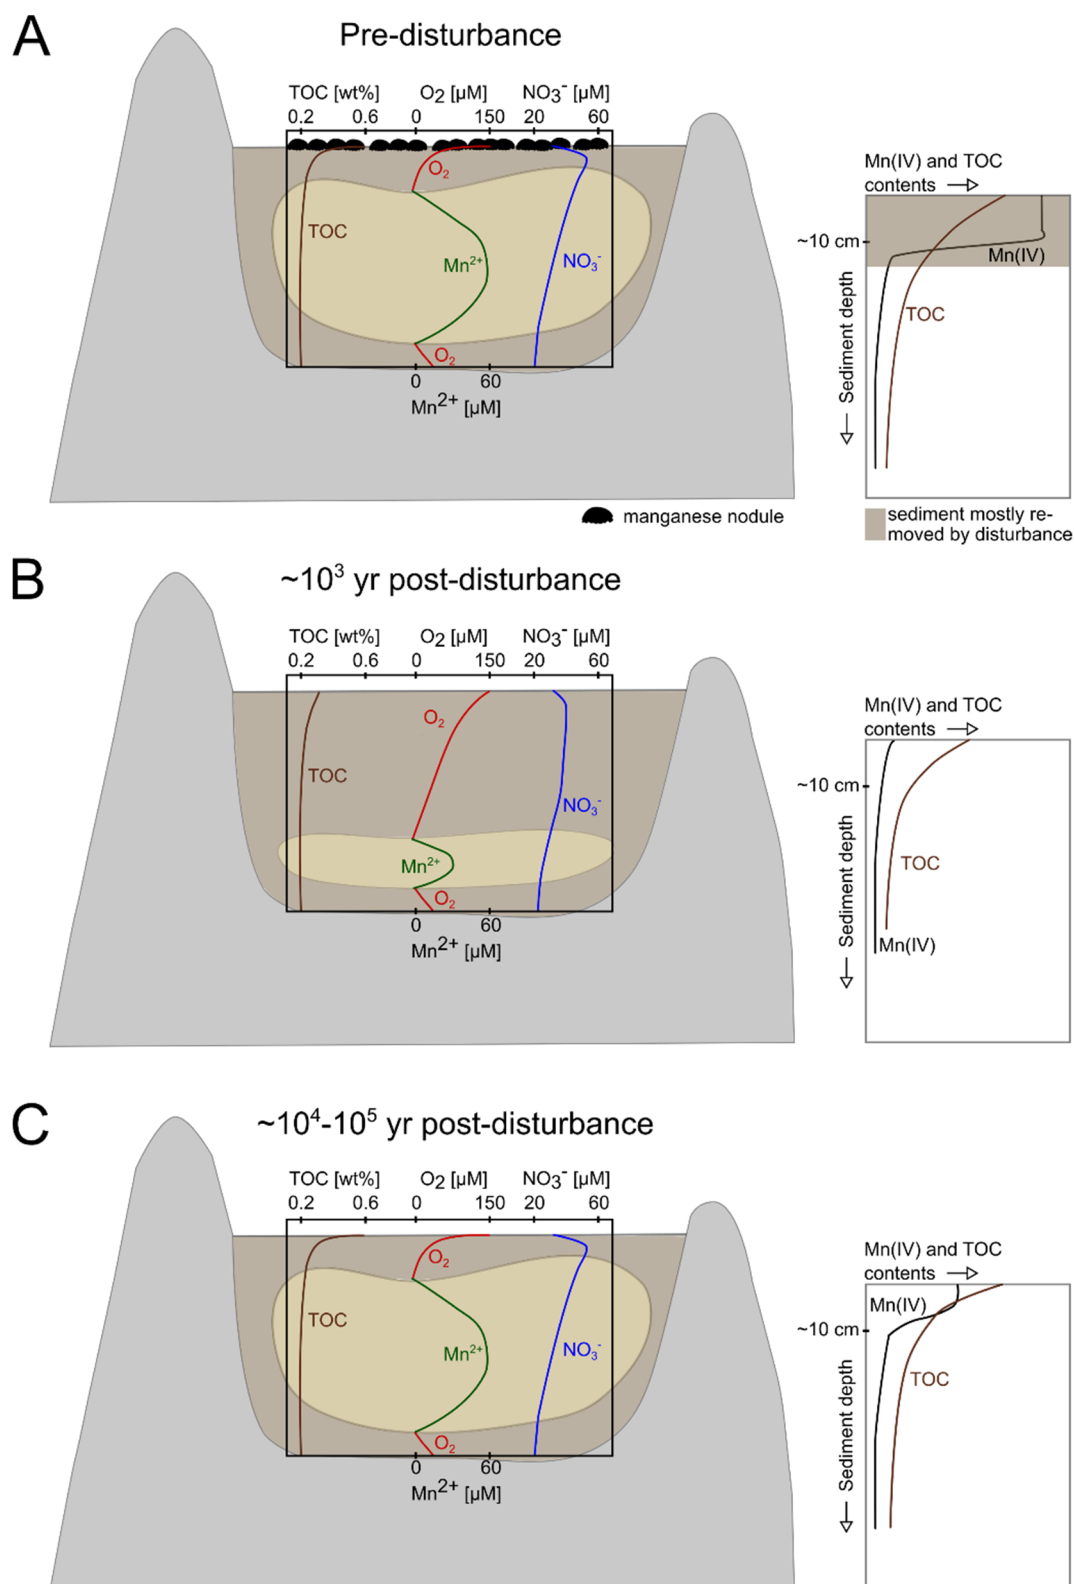 A
Pre-disturbance
TOC [wt%] O₂ [µM] NO₃⁻ [µM]
0.2 0.6 0 150 20 60
O₂
TOC
Mn²⁺
NO₃⁻
O₂
0 60
Mn²⁺ [µM]
manganese nodule
Mn(IV) and TOC
contents
~10 cm
Mn(IV)
TOC
Sediment depth
sediment mostly re-
moved by disturbance
B
~10³ yr post-disturbance
TOC [wt%] O₂ [µM] NO₃⁻ [µM]
0.2 0.6 0 150 20 60
O₂
TOC
NO₃⁻
Mn²⁺
O₂
0 60
Mn²⁺ [µM]
Mn(IV) and TOC
contents
~10 cm
TOC
Sediment depth
Mn(IV)
C
~10⁴-10⁵ yr post-disturbance
TOC [wt%] O₂ [µM] NO₃⁻ [µM]
0.2 0.6 0 150 20 60
O₂
TOC
Mn²⁺
NO₃⁻
O₂
0 60
Mn²⁺ [µM]
Mn(IV) and TOC
contents
Mn(IV)
~10 cm
TOC
Sediment depth